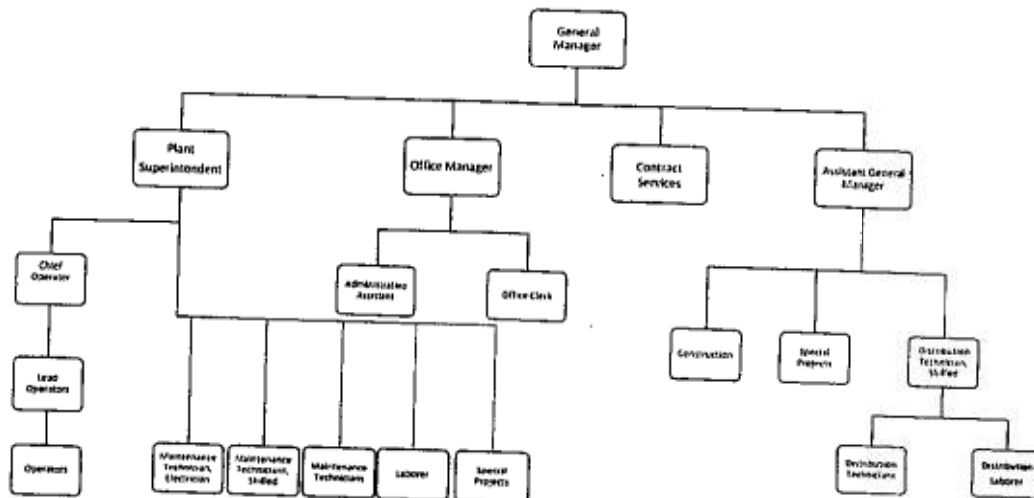 General
Manager
Plant
Superintendent
Office Manager
Contract
Services
Assistant General
Manager
Chief
Operator
Administrative
Assistant
Office Clerk
Construction
Special
Projects
Distribution
Technician,
Skilled
Lead
Operators
Operators
Maintenance
Technician,
Electrician
Maintenance
Technicians,
Skilled
Maintenance
Technicians
Laborer
Special
Projects
Distribution
Technicians
Distribution
Laborer